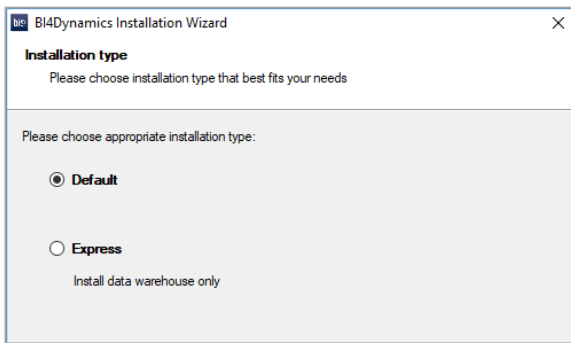 BI4Dynamics Installation Wizard
Installation type
Please choose installation type that best fits your needs
Please choose appropriate installation type:
Default
Express
Install data warehouse only